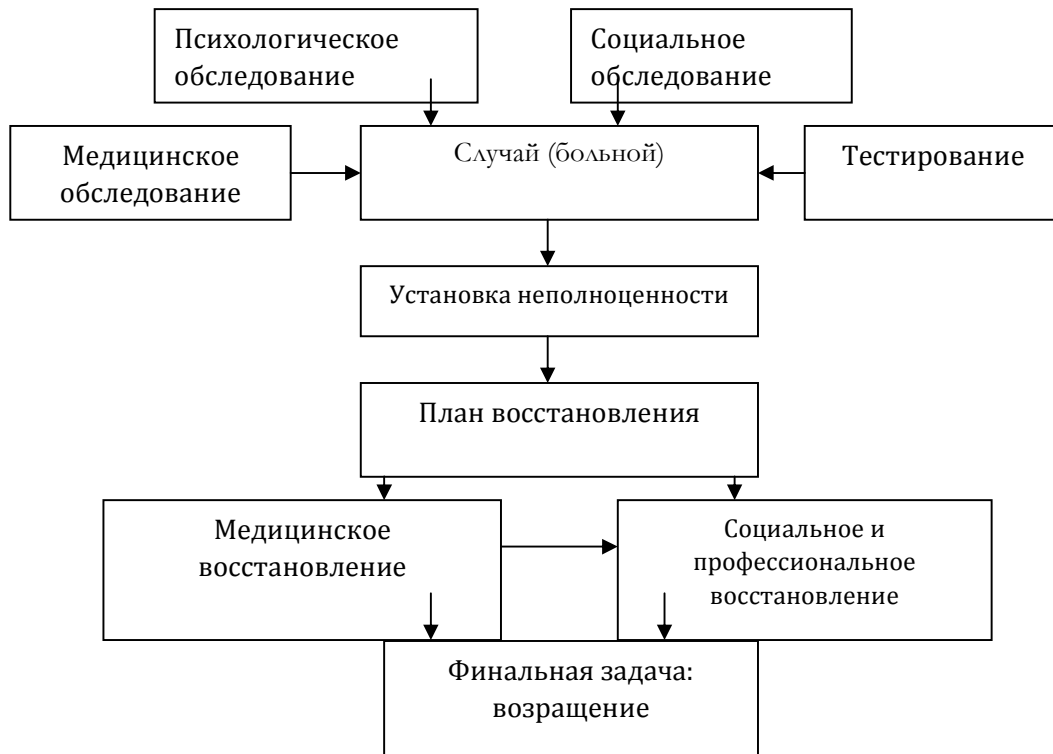 Психологическое
обследование
Социальное
обследование
Медицинское
обследование
Случай (больной)
Тестирование
Установка неполноценности
План восстановления
Медицинское
восстановление
Социальное и
профессиональное
восстановление
Финальная задача:
возращение